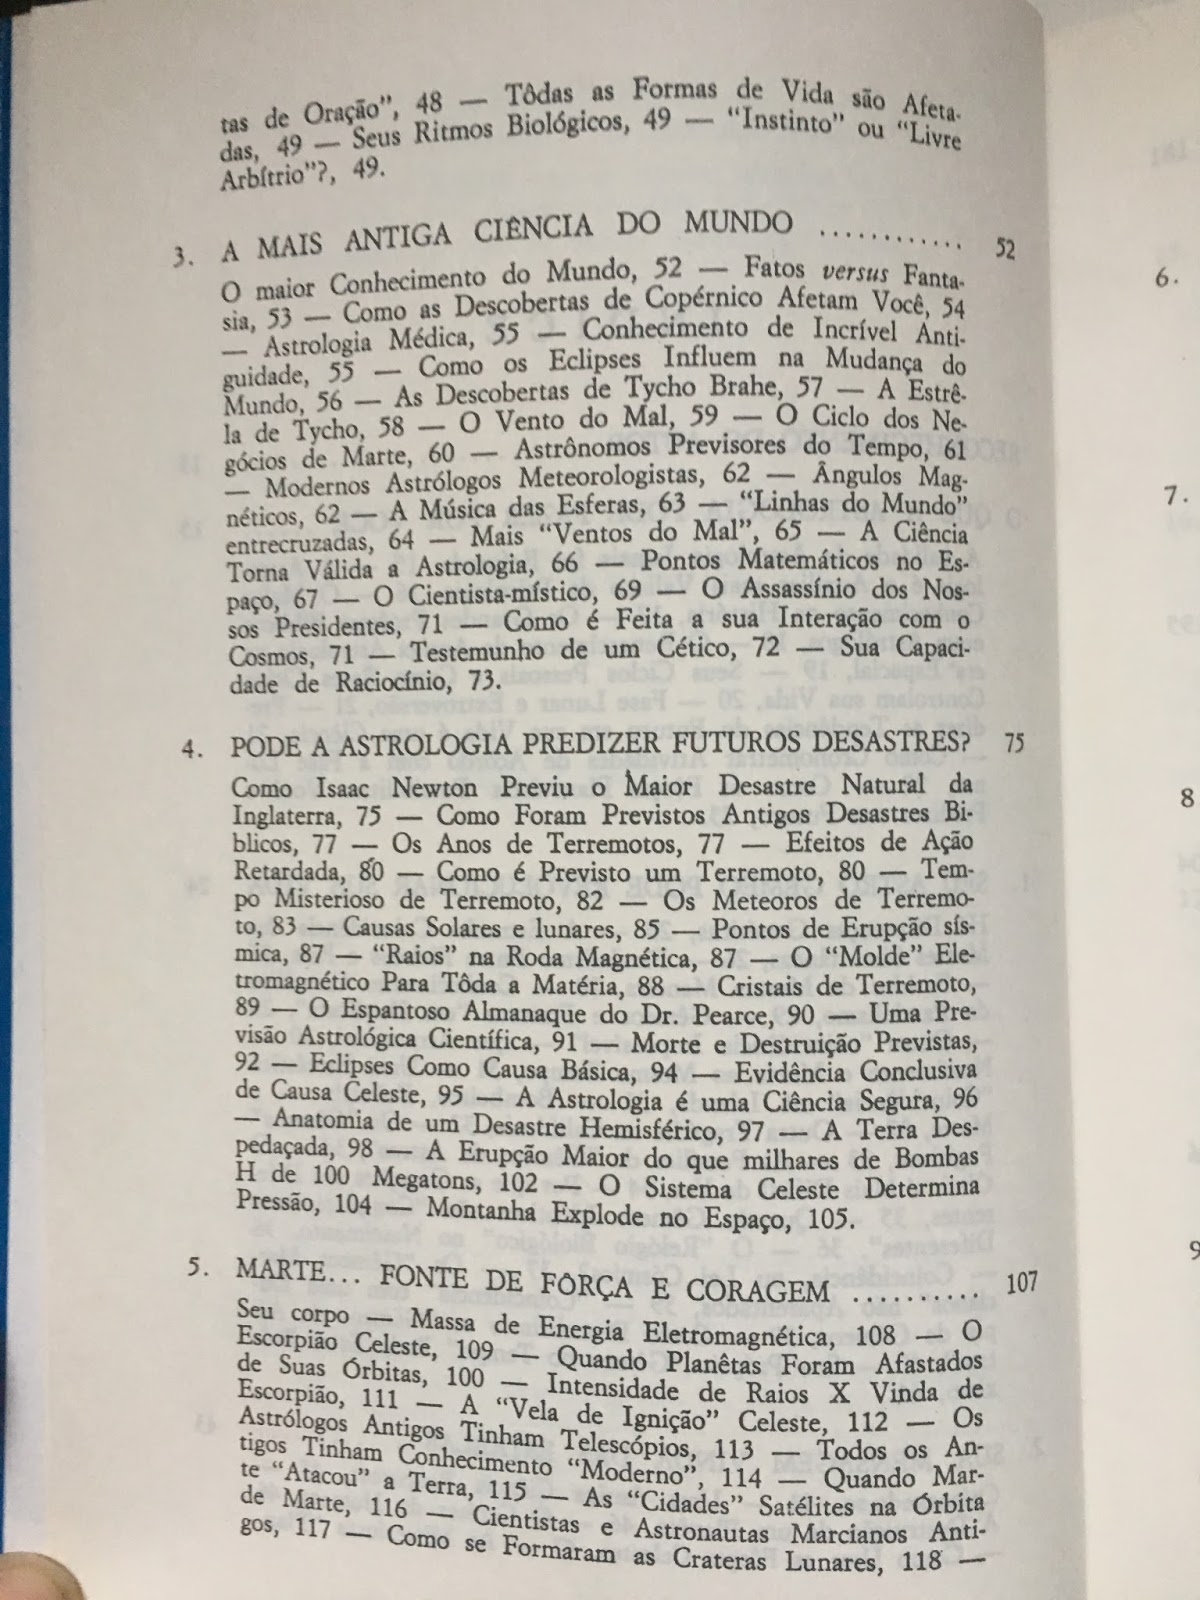 tas de Oração", 48 — Tôdas as Formas de Vida são Afeta-
das, 49 — Seus Ritmos Biológicos, 49 — "Instinto" ou "Livre
Arbítrio"?, 49.
3. A MAIS ANTIGA CIÊNCIA DO MUNDO ............ 52
O maior Conhecimento do Mundo, 52 — Fatos versus Fanta-
sia, 53 — Como as Descobertas de Copérnico Afetam Você, 54
— Astrologia Médica, 55 — Conhecimento de Incrível Anti-
guidade, 55 — Como os Eclipses Influem na Mudança do
Mundo, 56 — As Descobertas de Tycho Brahe, 57 — A Estrê-
la de Tycho, 58 — O Vento do Mal, 59 — O Ciclo dos Ne-
gócios de Marte, 60 — Astrônomos Previsores do Tempo, 61
— Modernos Astrólogos Meteorologistas, 62 — Ângulos Mag-
néticos, 62 — A Música das Esferas, 63 — "Linhas do Mundo"
entrecruzadas, 64 — Mais "Ventos do Mal", 65 — A Ciência
Torna Válida a Astrologia, 66 — Pontos Matemáticos no Es-
paço, 67 — O Cientista-místico, 69 — O Assassínio dos Nos-
sos Presidentes, 71 — Como é Feita a sua Interação com o
Cosmos, 71 — Testemunho de um Cético, 72 — Sua Capaci-
dade de Raciocínio, 73.
4. PODE A ASTROLOGIA PREDIZER FUTUROS DESASTRES? 75
Como Isaac Newton Previu o Maior Desastre Natural da
Inglaterra, 75 — Como Foram Previstos Antigos Desastres Bí-
blicos, 77 — Os Anos de Terremotos, 77 — Efeitos de Ação
Retardada, 80 — Como é Previsto um Terremoto, 80 — Tem-
po Misterioso de Terremoto, 82 — Os Meteoros de Terremo-
to, 83 — Causas Solares e lunares, 85 — Pontos de Erupção sís-
mica, 87 — "Raios" na Roda Magnética, 87 — O "Molde" Ele-
tromagnético Para Tôda a Matéria, 88 — Cristais de Terremoto,
89 — O Espantoso Almanaque do Dr. Pearce, 90 — Uma Pre-
visão Astrológica Científica, 91 — Morte e Destruição Previstas,
92 — Eclipses Como Causa Básica, 94 — Evidência Conclusiva
de Causa Celeste, 95 — A Astrologia é uma Ciência Segura, 96
— Anatomia de um Desastre Hemisférico, 97 — A Terra Des-
pedaçada, 98 — A Erupção Maior do que milhares de Bombas
H de 100 Megatons, 102 — O Sistema Celeste Determina
Pressão, 104 — Montanha Explode no Espaço, 105.
5. MARTE... FONTE DE FÔRÇA E CORAGEM .......... 107
Seu corpo — Massa de Energia Eletromagnética, 108 — O
Escorpião Celeste, 109 — Quando Planêtas Foram Afastados
de Suas Órbitas, 100 — Intensidade de Raios X Vinda de
Escorpião, 111 — A "Vela de Ignição" Celeste, 112 — Os
Astrólogos Antigos Tinham Telescópios, 113 — Todos os An-
tigos Tinham Conhecimento "Moderno", 114 — Quando Mar-
te "Atacou" a Terra, 115 — As "Cidades" Satélites na Órbita
de Marte, 116 — Cientistas e Astronautas Marcianos Anti-
gos, 117 — Como se Formaram as Crateras Lunares, 118 —
6.
7.
8
9